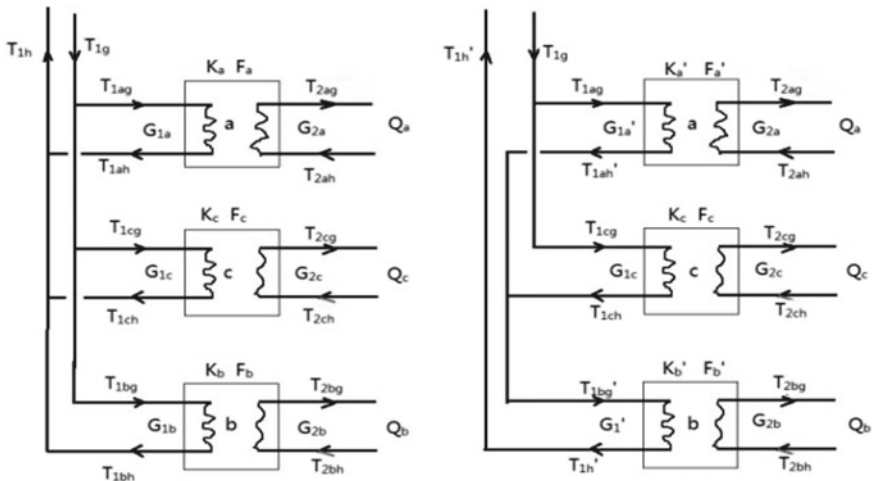 T1h
T1g
Ka Fa
T1ag
T2ag
G1a
a
G2a
Qa
T1ah
T2ah
Kc Fc
T1cg
T2cg
G1c
c
G2c
Qc
T1ch
T2ch
Kb Fb
T1bg
T2bg
G1b
b
G2b
Qb
T1bh
T2bh
T1h'
T1g
Ka' Fa'
T1ag
T2ag
G1a'
a
G2a
Qa
T1ah'
T2ah
Kc Fc
T1cg
T2cg
G1c
c
G2c
Qc
T1ch
T2ch
Kb' Fb'
T1bg'
T2bg
G1'
b
G2b
Qb
T1h'
T2bh